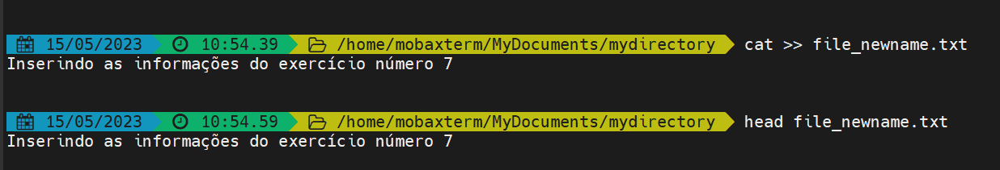 15/05/2023 10:54.39 /home/mobaxterm/MyDocuments/mydirectory cat >> file_newname.txt
Inserindo as informações do exercício número 7
15/05/2023 10:54.59 /home/mobaxterm/MyDocuments/mydirectory head file_newname.txt
Inserindo as informações do exercício número 7